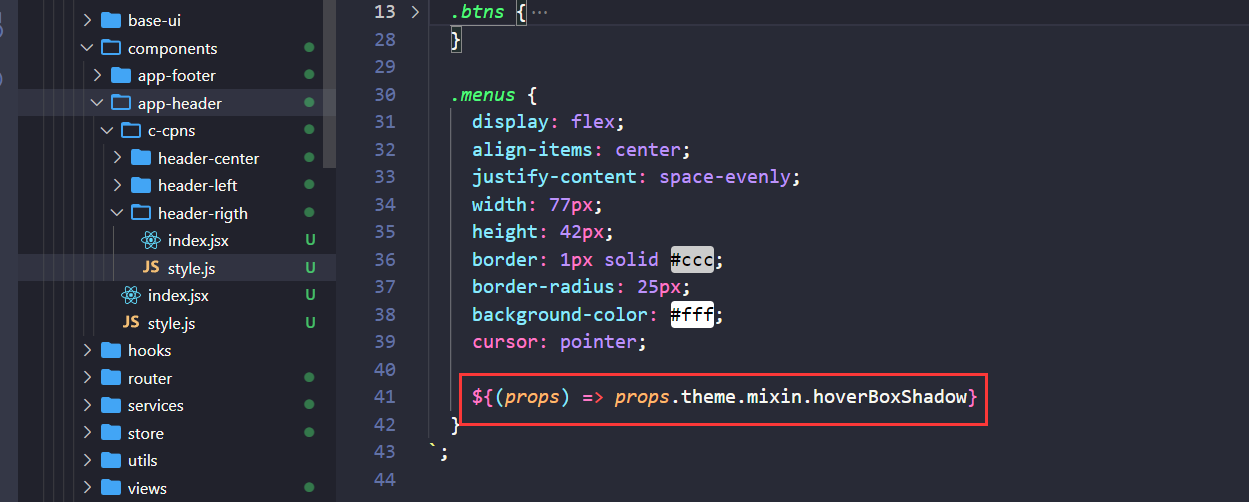 base-ui
components
app-footer
app-header
c-cpns
header-center
header-left
header-rigth
index.jsx U
JS style.js U
index.jsx U
JS style.js U
hooks
router
services
store
utils
views
13 .btns { ···
28 }
29
30 .menus {
31 display: flex;
32 align-items: center;
33 justify-content: space-evenly;
34 width: 77px;
35 height: 42px;
36 border: 1px solid #ccc;
37 border-radius: 25px;
38 background-color: #fff;
39 cursor: pointer;
40
41 ${(props) => props.theme.mixin.hoverBoxShadow}
42 }
43 `;
44